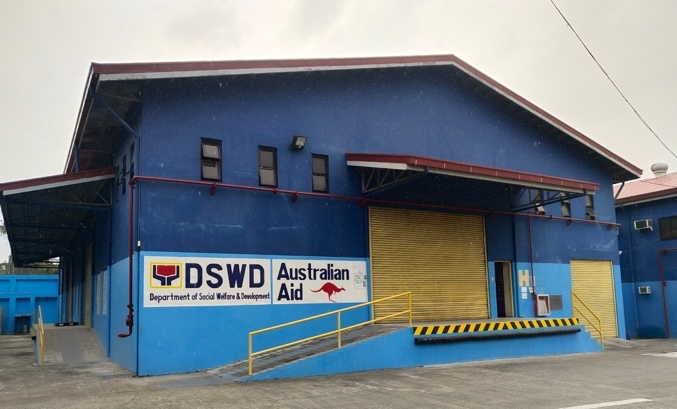 DSWD
Department of Social Welfare & Development
Australian
Aid
H